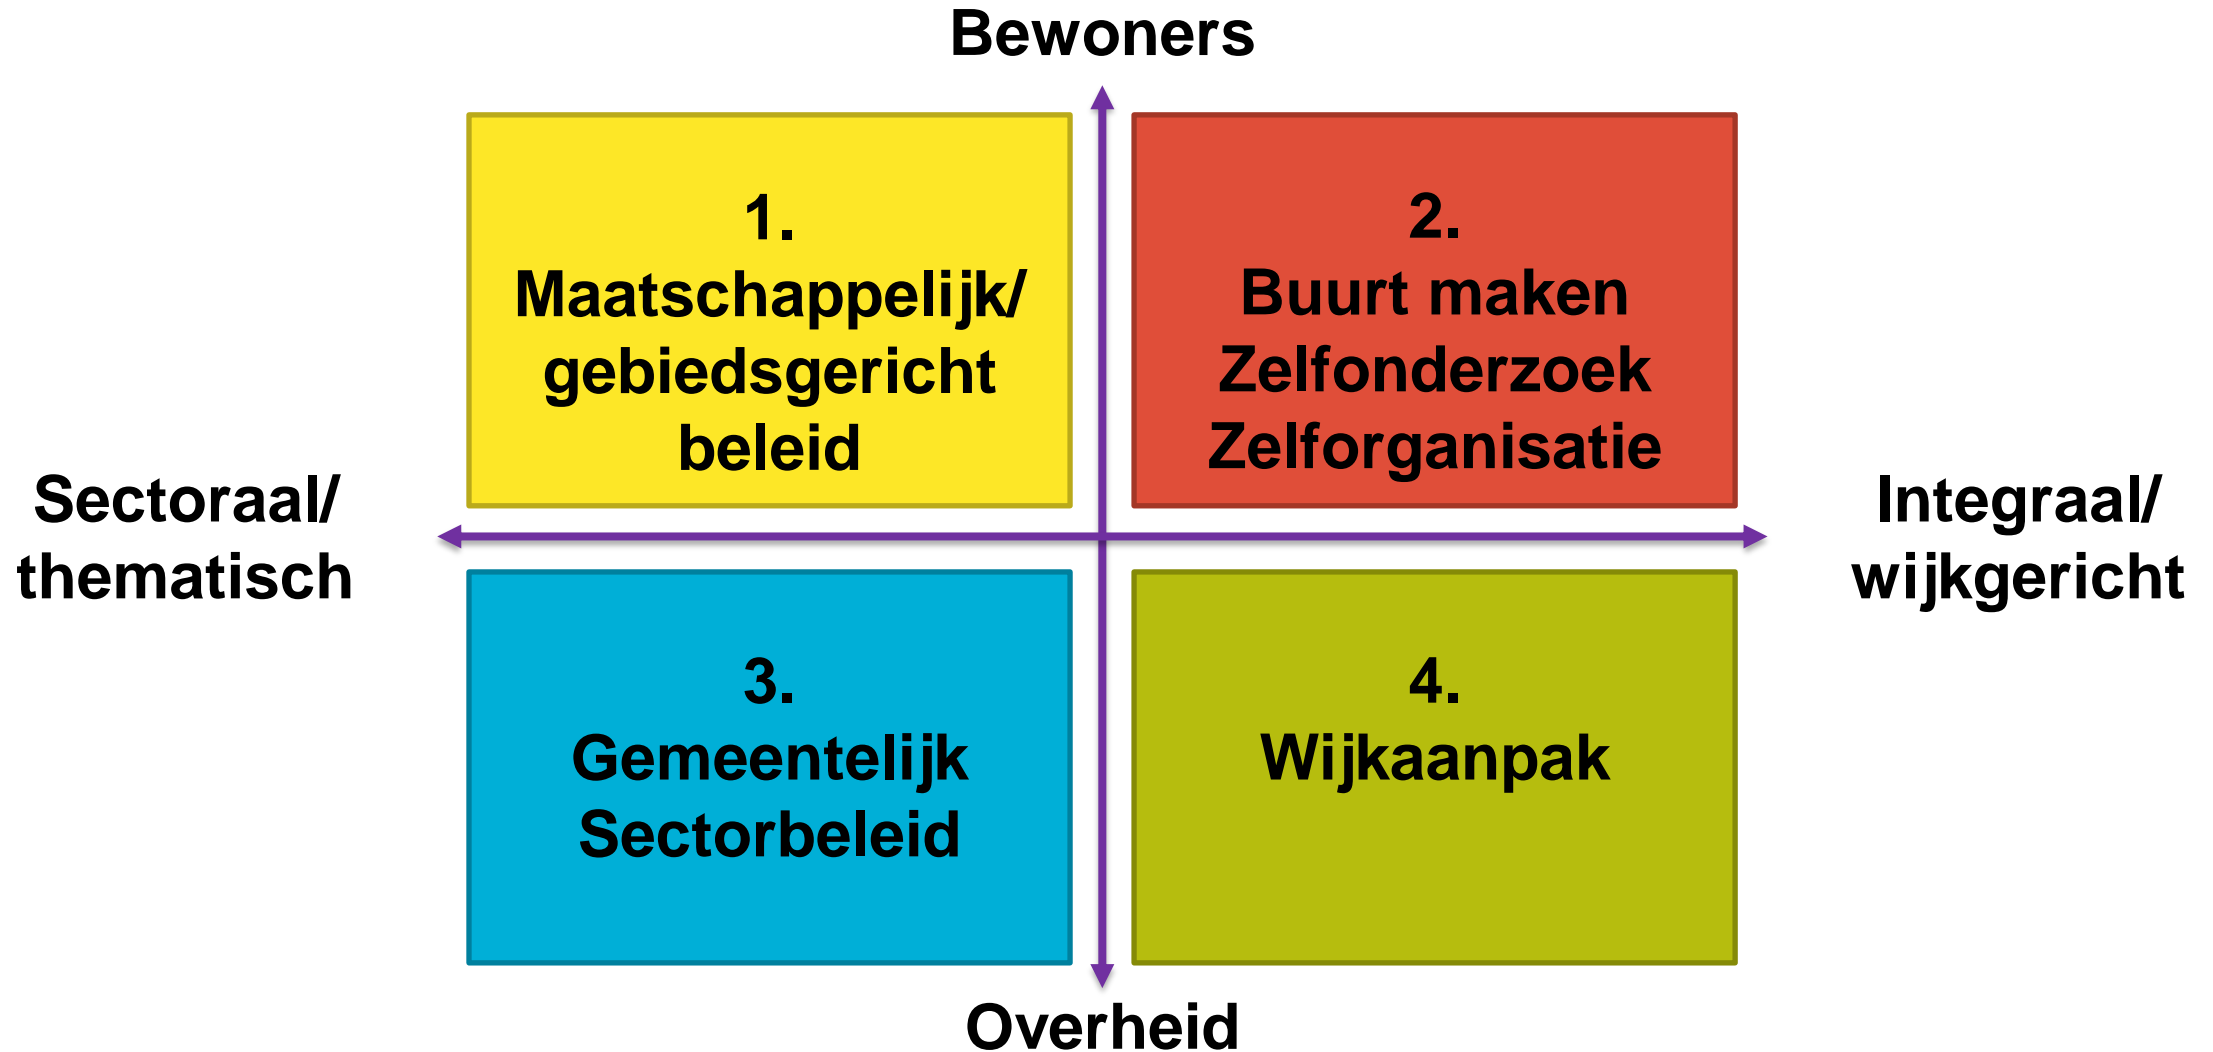 Bewoners
1.
Maatschappelijk/
gebiedsgericht
beleid
2.
Buurt maken
Zelfonderzoek
Zelforganisatie
Sectoraal/
thematisch
Integraal/
wijkgericht
3.
Gemeentelijk
Sectorbeleid
4.
Wijkaanpak
Overheid